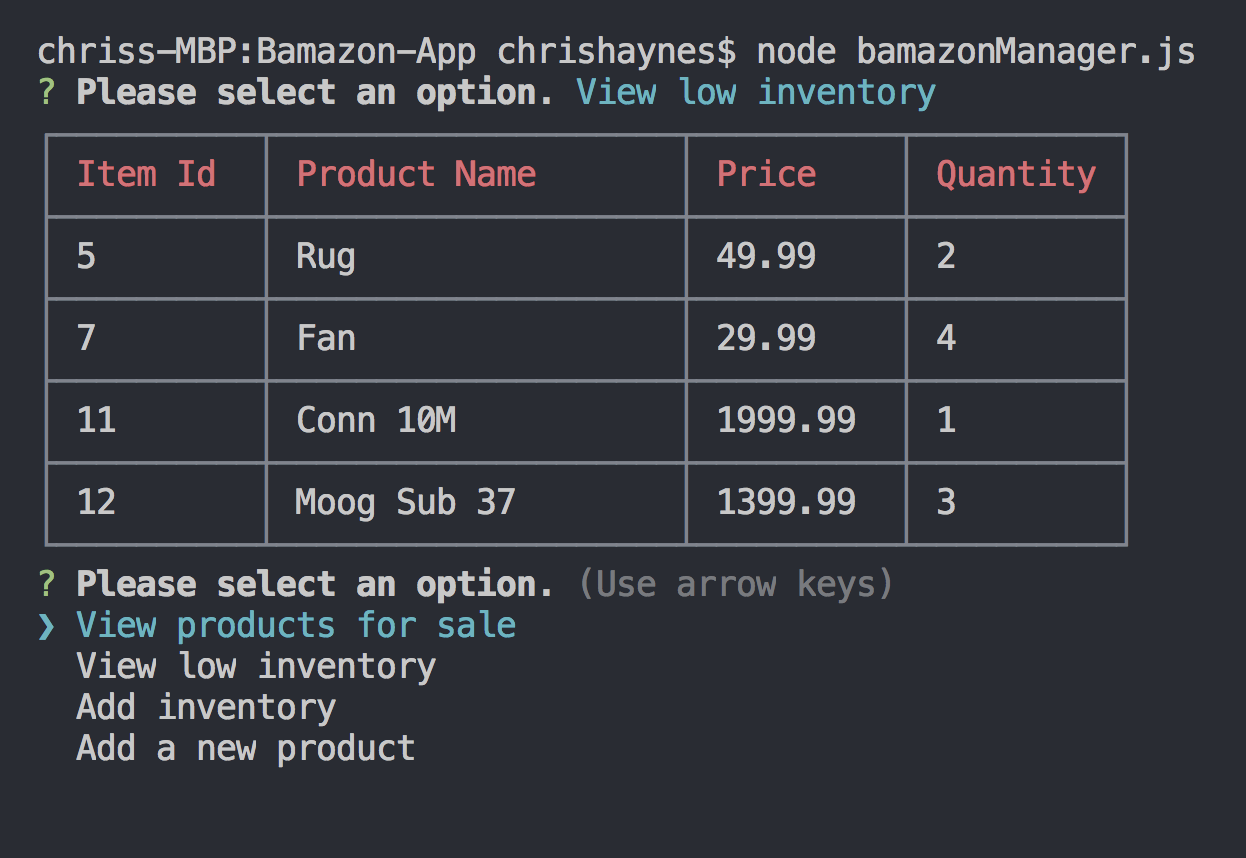 chriss-MBP:Bamazon-App chrishaynes$ node bamazonManager.js
? Please select an option. View low inventory
Item Id Product Name Price Quantity
5 Rug 49.99 2
7 Fan 29.99 4
11 Conn 10M 1999.99 1
12 Moog Sub 37 1399.99 3
? Please select an option. (Use arrow keys)
❯ View products for sale
View low inventory
Add inventory
Add a new product